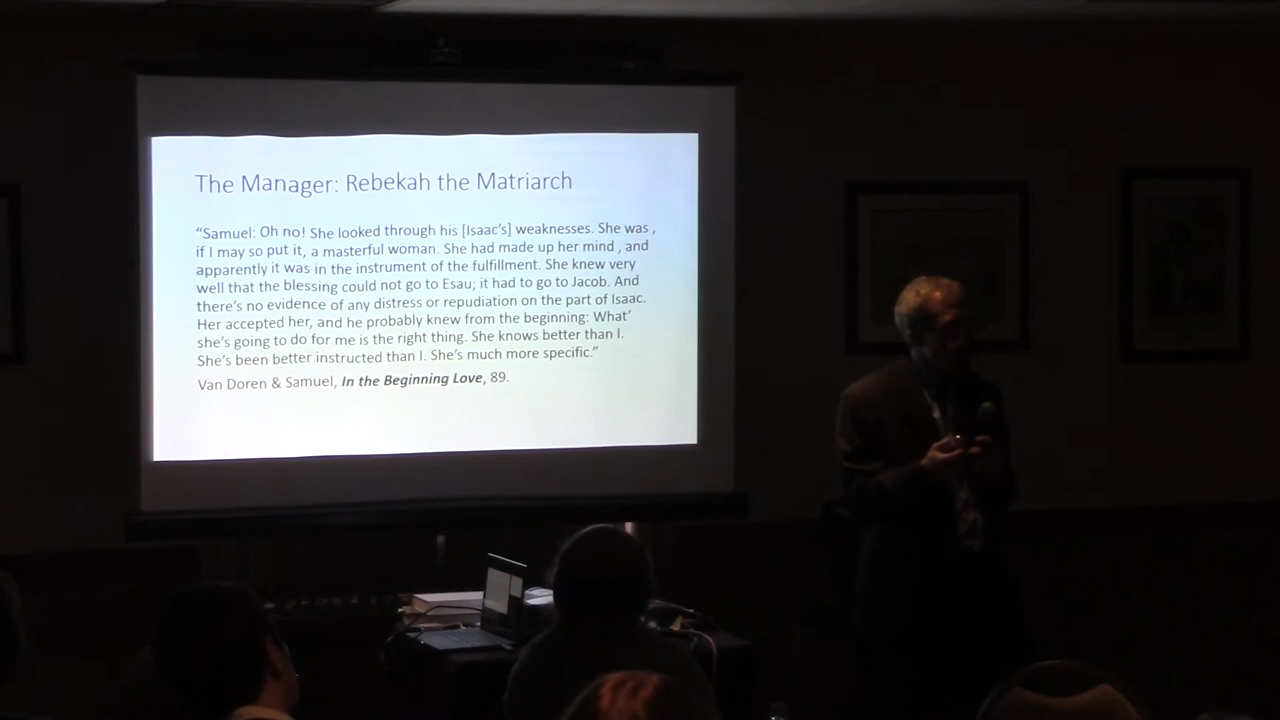 The Manager: Rebekah the Matriarch
“Samuel: Oh no! She looked through his [Isaac’s] weaknesses. She was ,
if I may so put it, a masterful woman. She had made up her mind , and
apparently it was in the instrument of the fulfillment. She knew very
well that the blessing could not go to Esau; it had to go to Jacob. And
there’s no evidence of any distress or repudiation on the part of Isaac.
Her accepted her, and he probably knew from the beginning: What’
she’s going to do for me is the right thing. She knows better than I.
She’s been better instructed than I. She’s much more specific.”
Van Doren & Samuel, In the Beginning Love, 89.